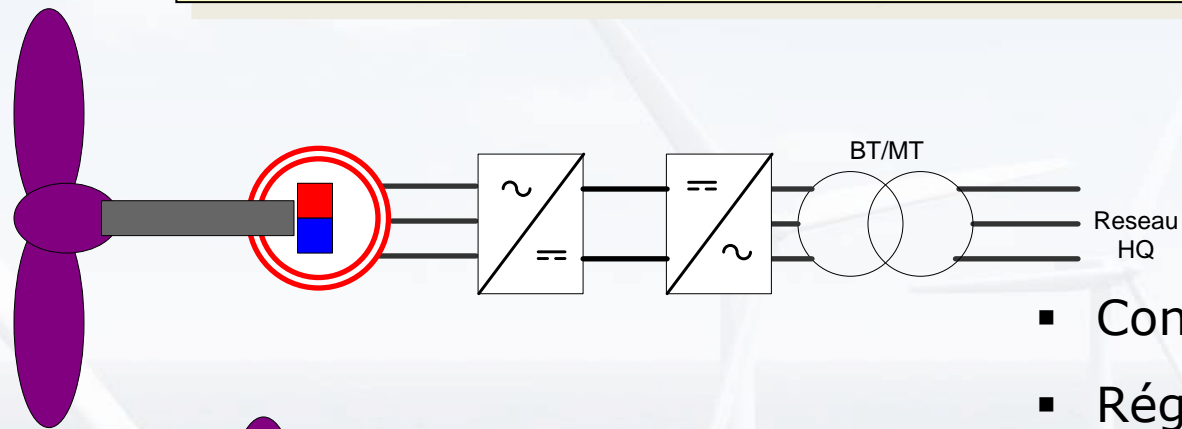 BT/MT
Reseau
HQ
▪ Con
▪ Rég